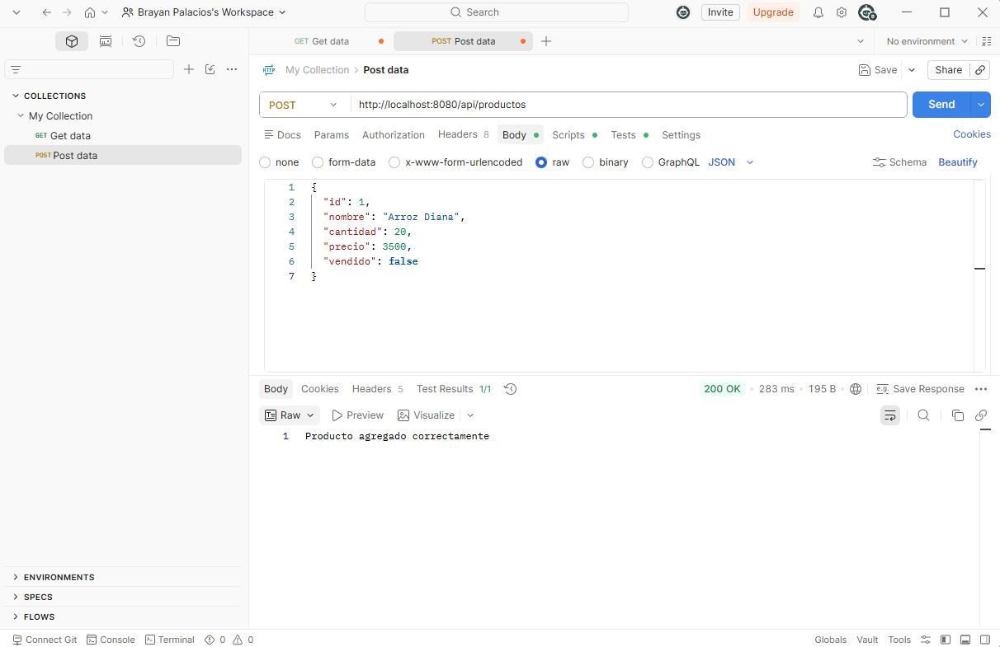 Brayan Palacios's Workspace
Search
Invite
Upgrade
6
GET Get data
POST Post data
No environment
HTTP
My Collection > Post data
Save
Share
COLLECTIONS
My Collection
GET Get data
POST Post data
POST
http://localhost:8080/api/productos
Send
Docs
Params
Authorization
Headers 8
Body
Scripts
Tests
Settings
Cookies
none
form-data
x-www-form-urlencoded
raw
binary
GraphQL
JSON
Schema
Beautify
1 {
2 "id": 1,
3 "nombre": "Arroz Diana",
4 "cantidad": 20,
5 "precio": 3500,
6 "vendido": false
7 }
Body
Cookies
Headers 5
Test Results 1/1
200 OK
283 ms
195 B
e.g. Save Response
Raw
Preview
Visualize
1 Producto agregado correctamente
ENVIRONMENTS
SPECS
FLOWS
Connect Git
Console
Terminal
0
0
Globals
Vault
Tools